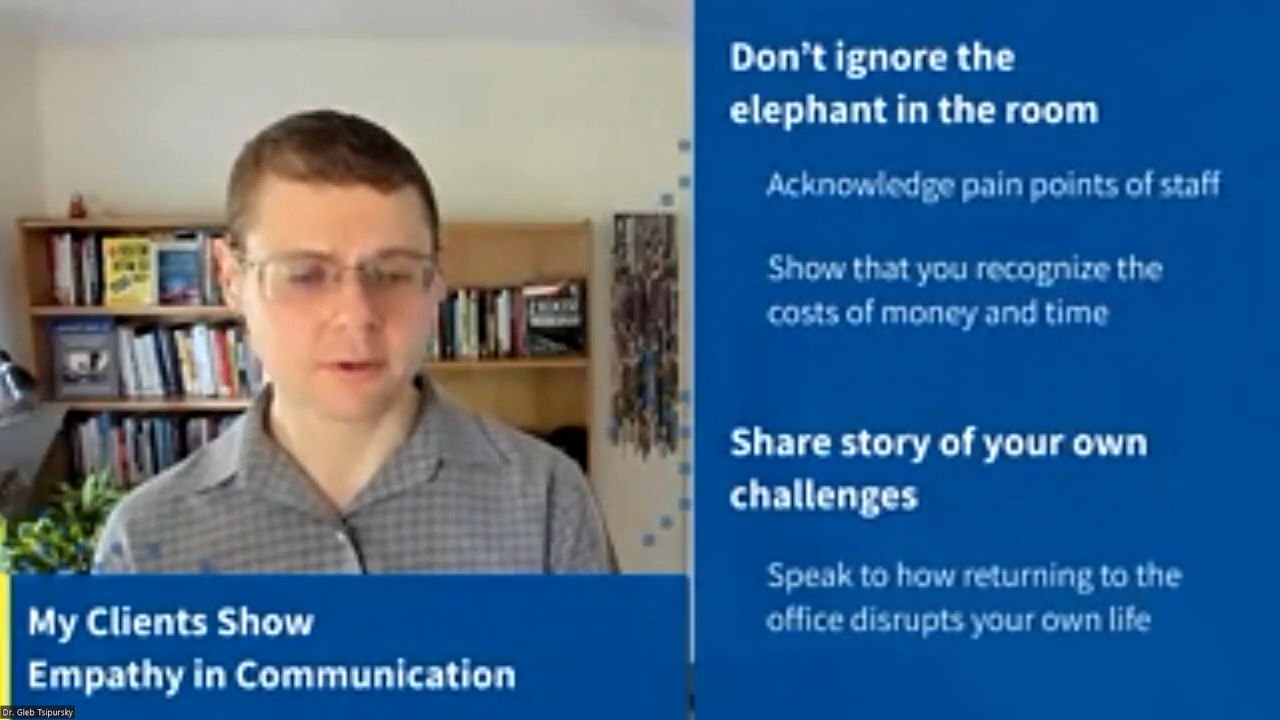 Don't ignore the
elephant in the room
Acknowledge pain points of staff
Show that you recognize the
costs of money and time
Share story of your own
challenges
Speak to how returning to the
office disrupts your own life
My Clients Show
Empathy in Communication
Dr. Gleb Tsipursky